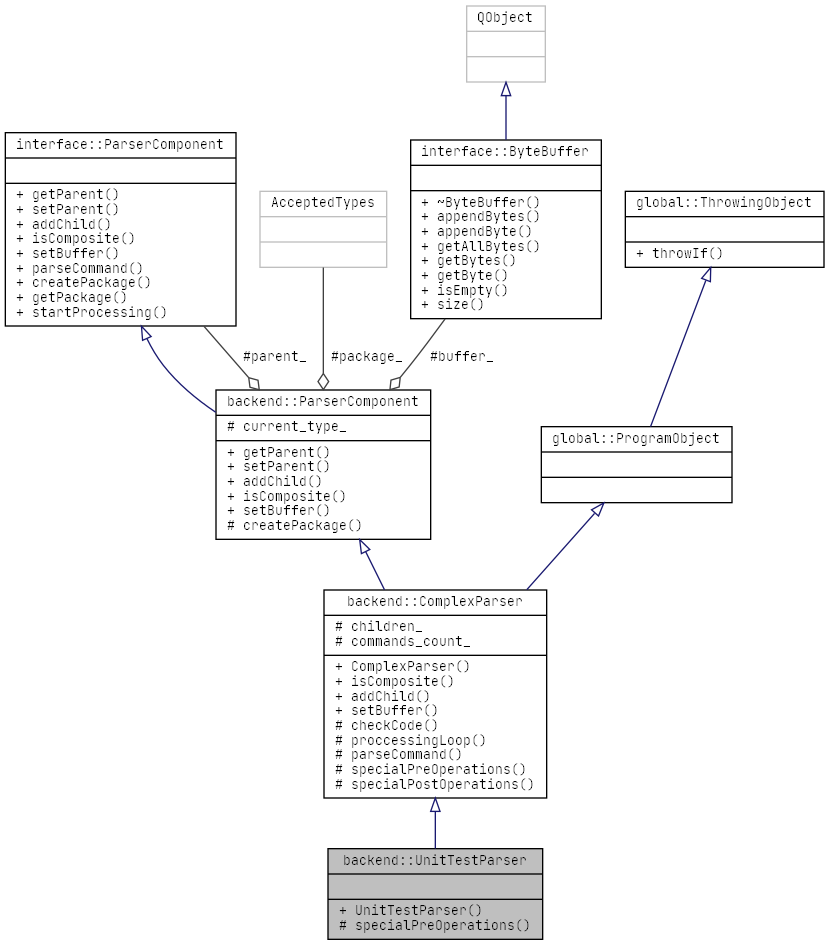 QObject
interface::ParserComponent
+ getParent()
+ setParent()
+ addChild()
+ isComposite()
+ setBuffer()
+ parseCommand()
+ createPackage()
+ getPackage()
+ startProcessing()
AcceptedTypes
interface::ByteBuffer
+ ~ByteBuffer()
+ appendBytes()
+ appendByte()
+ getAllBytes()
+ getBytes()
+ getByte()
+ isEmpty()
+ size()
global::ThrowingObject
+ throwIf()
#parent_
#package_
#buffer_
backend::ParserComponent
# current_type_
+ getParent()
+ setParent()
+ addChild()
+ isComposite()
+ setBuffer()
# createPackage()
global::ProgramObject
backend::ComplexParser
# children_
# commands_count_
+ ComplexParser()
+ isComposite()
+ addChild()
+ setBuffer()
# checkCode()
# proccessingLoop()
# parseCommand()
# specialPreOperations()
# specialPostOperations()
backend::UnitTestParser
+ UnitTestParser()
# specialPreOperations()